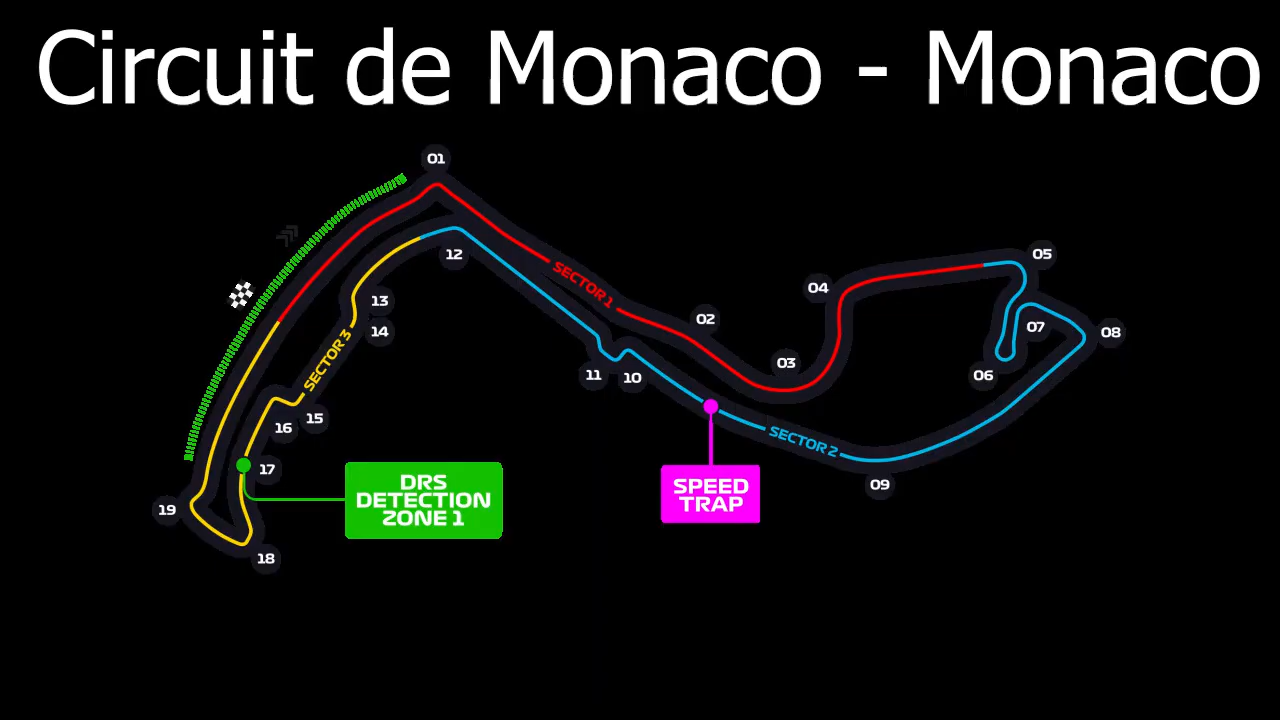 Circuit de Monaco - Monaco
01
12
13
14
SECTOR 1
02
03
04
05
06
07
08
09
10
11
SECTOR 2
SPEED
TRAP
SECTOR 3
15
16
17
DRS
DETECTION
ZONE 1
18
19